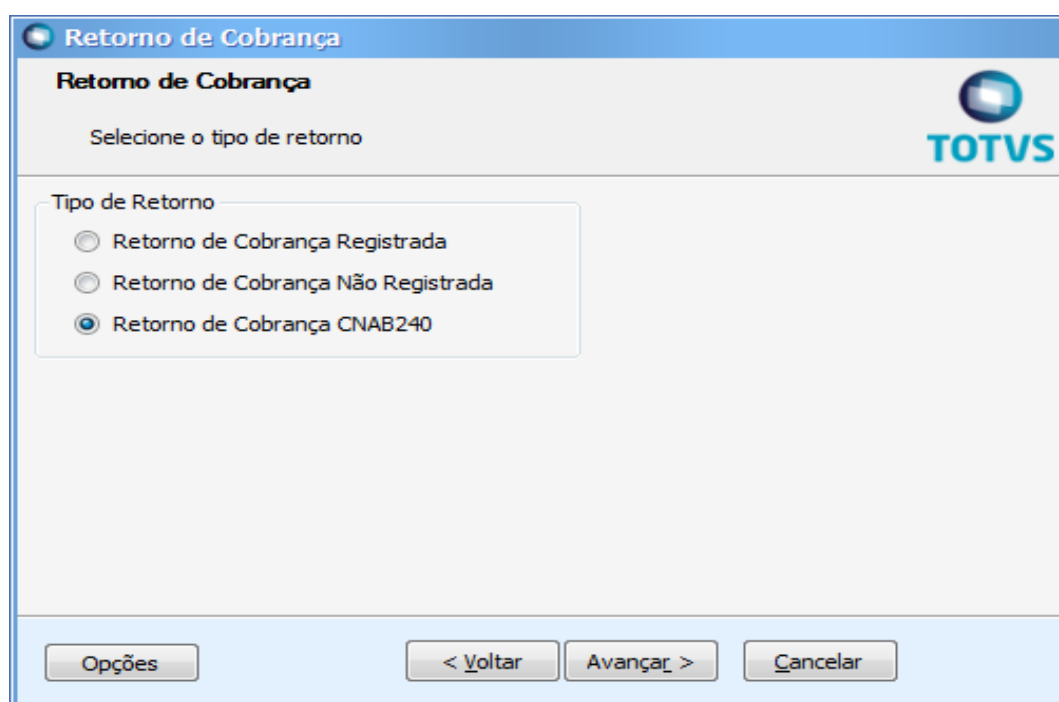 Retorno de Cobrança
Retorno de Cobrança
Selecione o tipo de retorno
TOTVS
Tipo de Retorno
Retorno de Cobrança Registrada
Retorno de Cobrança Não Registrada
Retorno de Cobrança CNAB240
Opções < Voltar Avançar > Cancelar